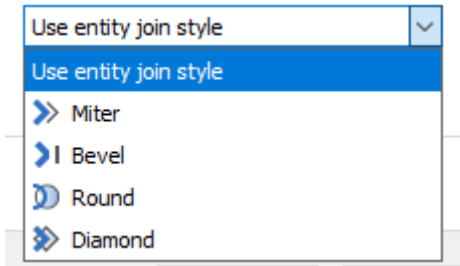 Use entity join style
Use entity join style
Miter
Bevel
Round
Diamond